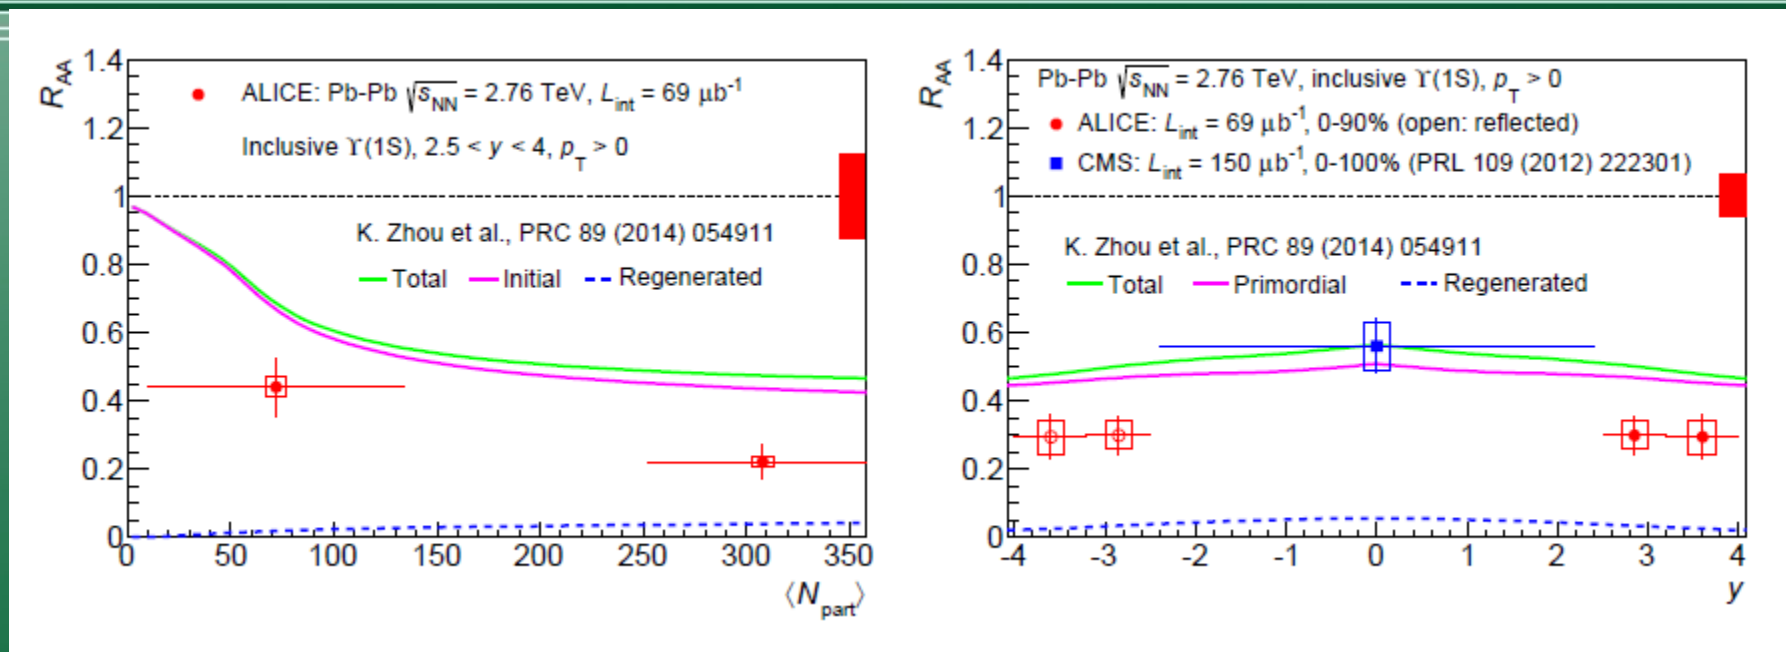 R_AA
1.4
1.2
1
0.8
0.6
0.4
0.2
0
ALICE: Pb-Pb √s_NN = 2.76 TeV, L_int = 69 μb⁻¹
Inclusive ϒ(1S), 2.5 < y < 4, p_T > 0
K. Zhou et al., PRC 89 (2014) 054911
Total Initial Regenerated
0 50 100 150 200 250 300 350
⟨N_part⟩
R_AA
1.4
1.2
1
0.8
0.6
0.4
0.2
0
Pb-Pb √s_NN = 2.76 TeV, inclusive ϒ(1S), p_T > 0
ALICE: L_int = 69 μb⁻¹, 0-90% (open: reflected)
CMS: L_int = 150 μb⁻¹, 0-100% (PRL 109 (2012) 222301)
K. Zhou et al., PRC 89 (2014) 054911
Total Primordial Regenerated
-4 -3 -2 -1 0 1 2 3 4
y